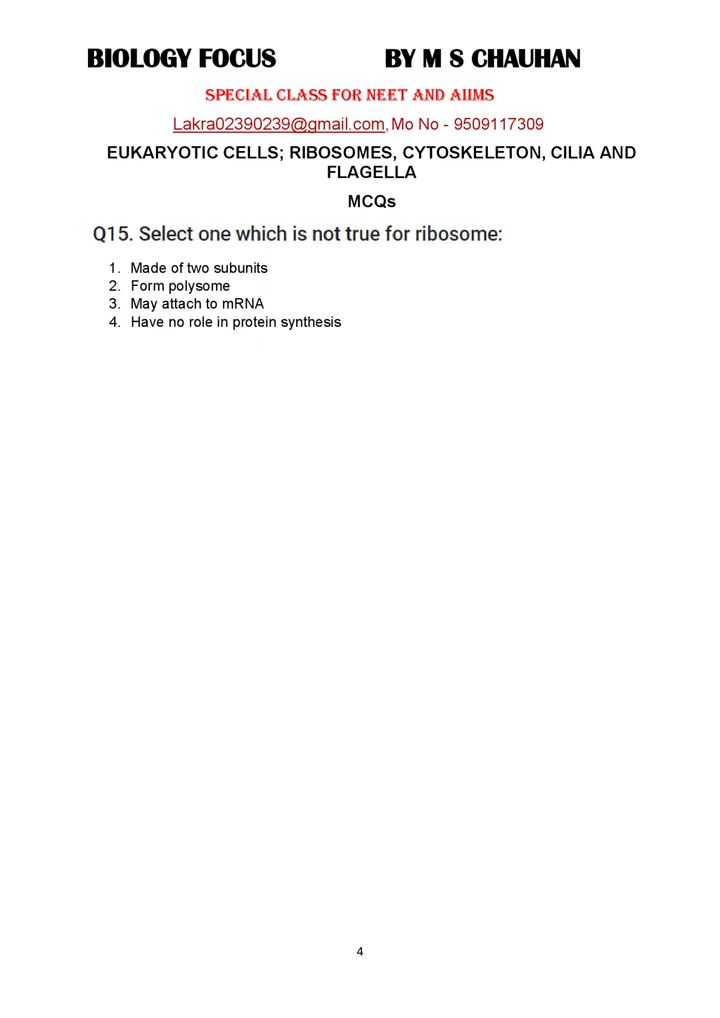 BIOLOGY FOCUS BY M S CHAUHAN
SPECIAL CLASS FOR NEET AND AIIMS
Lakra02390239@gmail.com, Mo No - 9509117309
EUKARYOTIC CELLS; RIBOSOMES, CYTOSKELETON, CILIA AND
FLAGELLA
MCQs
Q15. Select one which is not true for ribosome:
1. Made of two subunits
2. Form polysome
3. May attach to mRNA
4. Have no role in protein synthesis
4